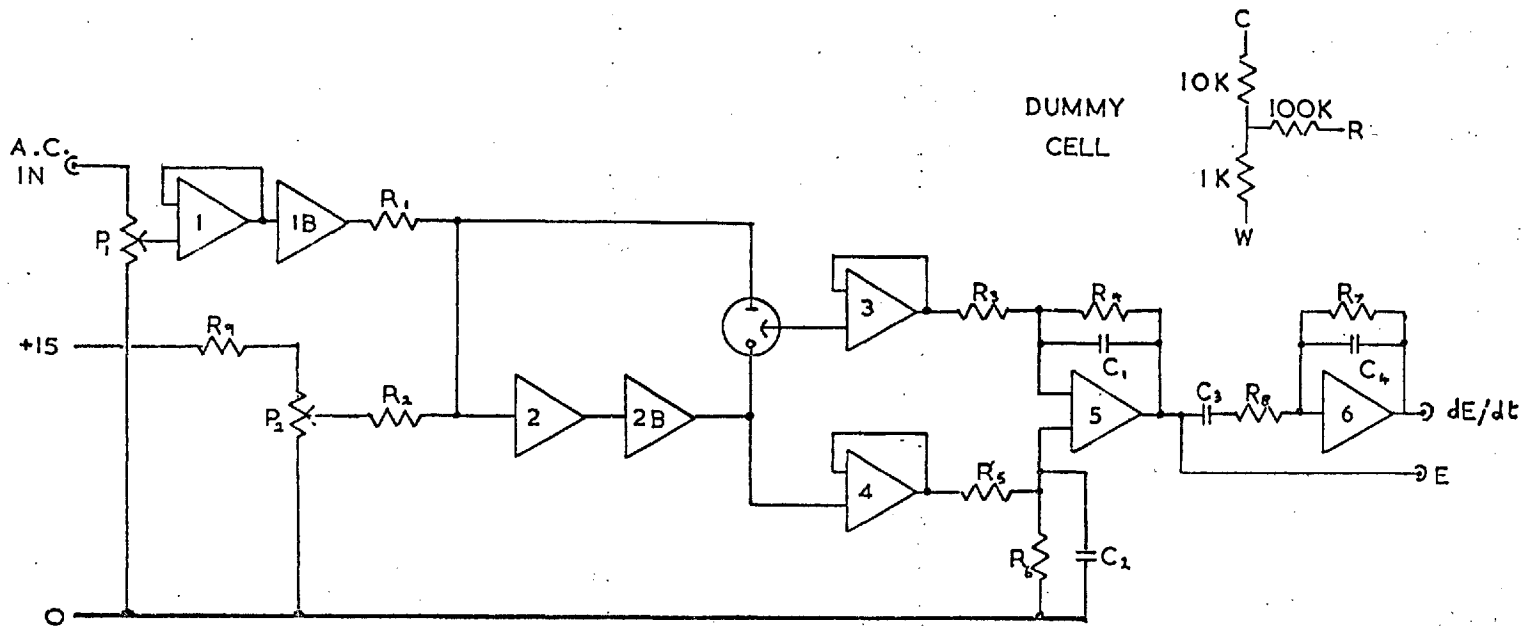 C
10K
DUMMY
CELL
100K
R
1K
W
A.C.
IN
P₁
1
1B
R₁
3
R₃
R₄
C₁
R₇
C₄
+15
R₉
P₂
R₂
2
2B
5
C₃
R₈
6
dE/dt
E
4
R₅
R₆
C₂
O